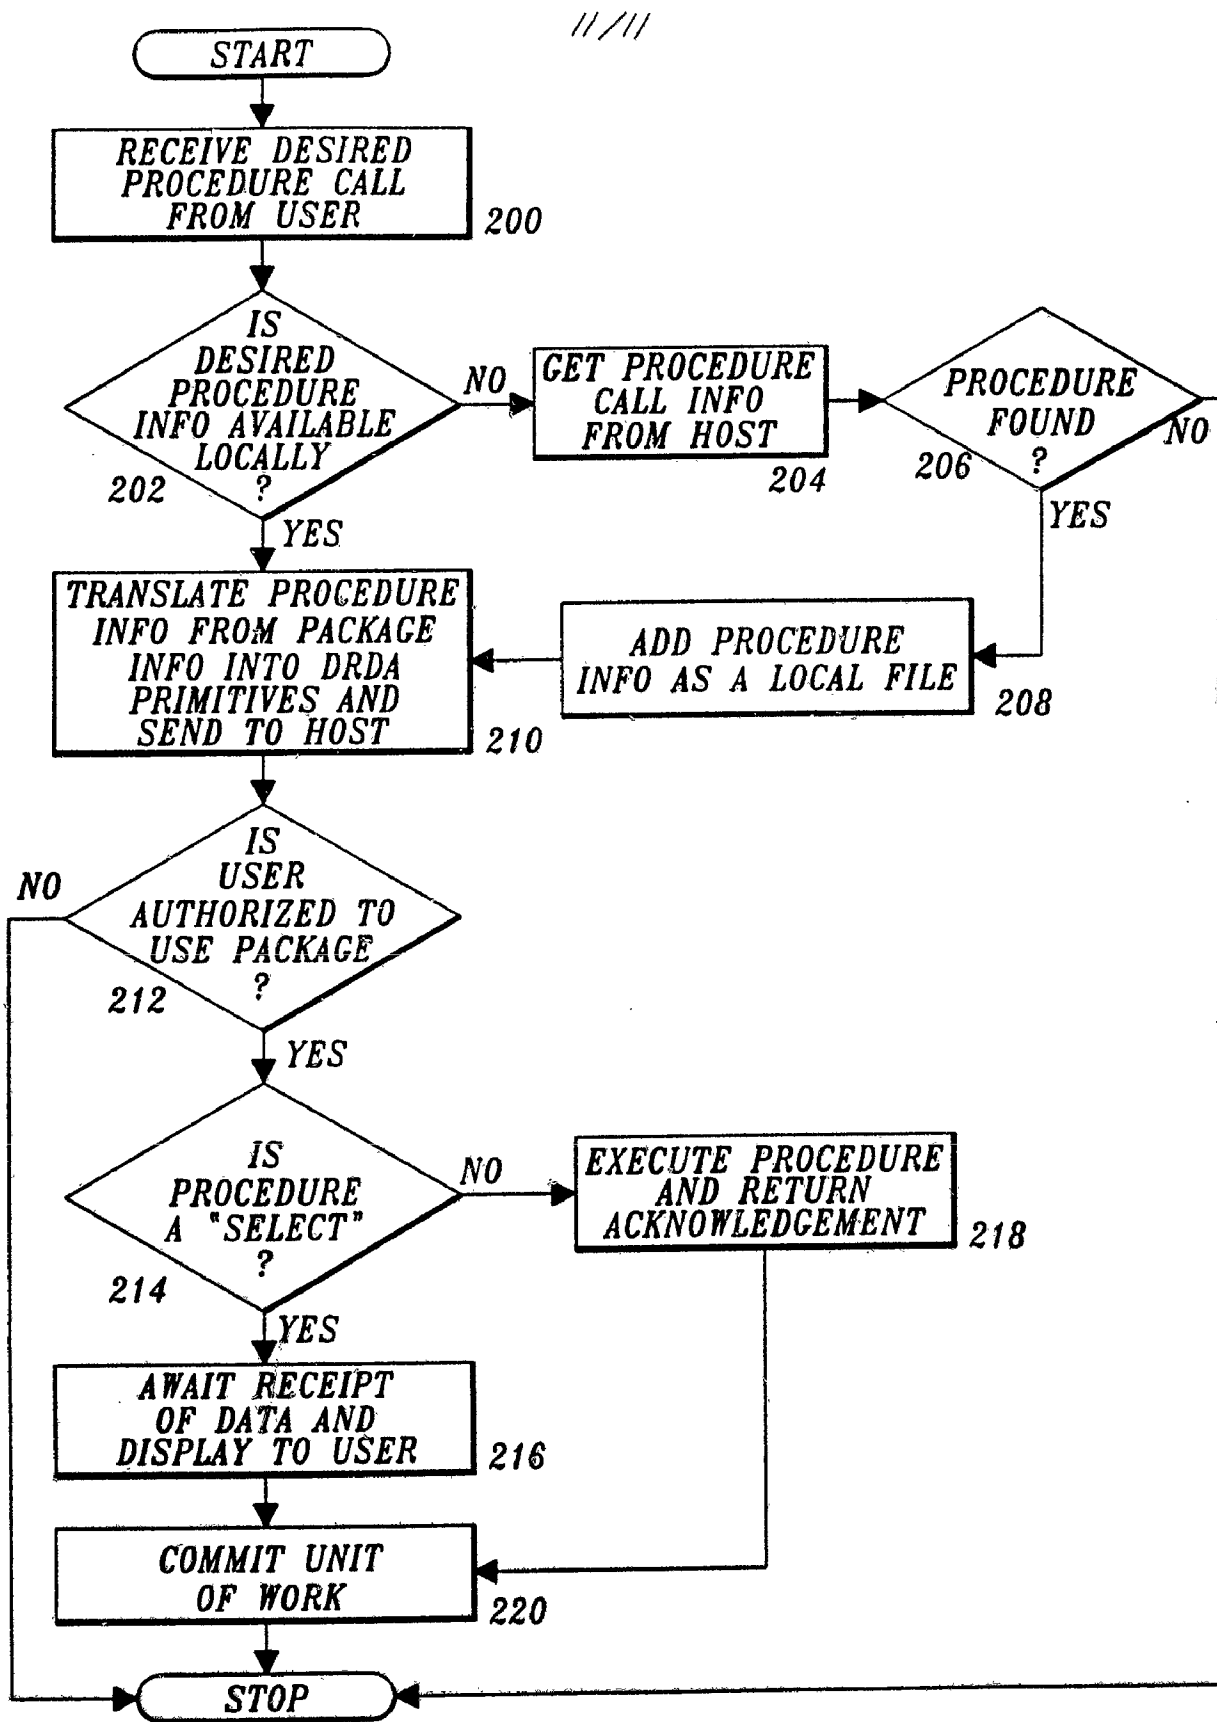 11/11
START
RECEIVE DESIRED
PROCEDURE CALL
FROM USER
200
IS
DESIRED
PROCEDURE
INFO AVAILABLE
LOCALLY
?
202
NO
YES
GET PROCEDURE
CALL INFO
FROM HOST
204
PROCEDURE
FOUND
?
206
NO
YES
ADD PROCEDURE
INFO AS A LOCAL FILE
208
TRANSLATE PROCEDURE
INFO FROM PACKAGE
INFO INTO DRDA
PRIMITIVES AND
SEND TO HOST
210
IS
USER
AUTHORIZED TO
USE PACKAGE
?
212
NO
YES
IS
PROCEDURE
A "SELECT"
?
214
NO
YES
EXECUTE PROCEDURE
AND RETURN
ACKNOWLEDGEMENT
218
AWAIT RECEIPT
OF DATA AND
DISPLAY TO USER
216
COMMIT UNIT
OF WORK
220
STOP